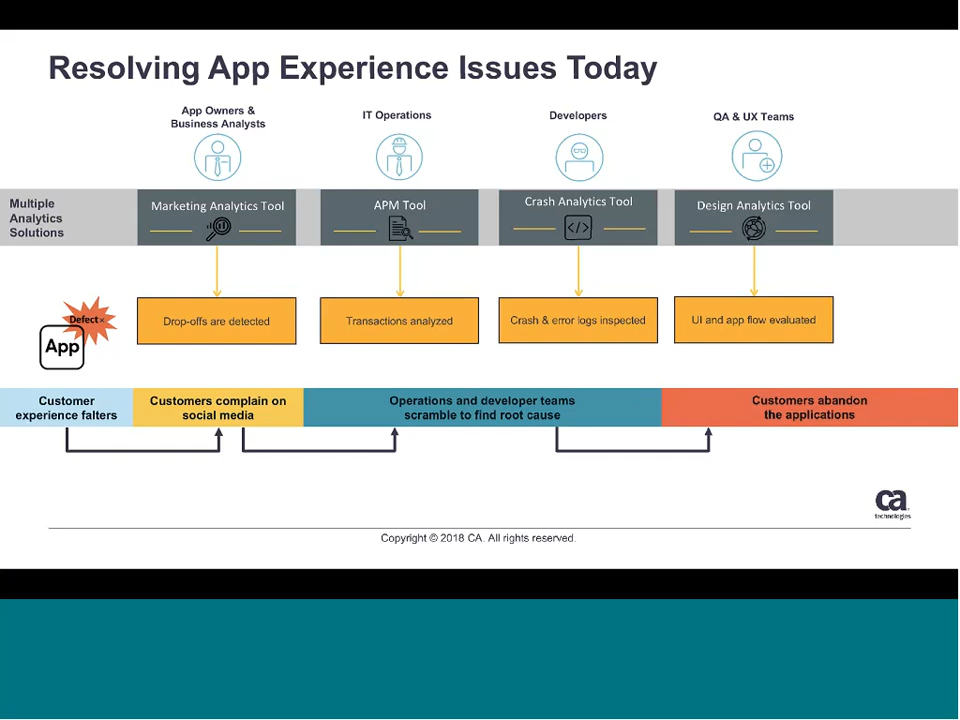 Resolving App Experience Issues Today
App Owners &
Business Analysts
IT Operations
Developers
QA & UX Teams
Multiple
Analytics
Solutions
Marketing Analytics Tool
APM Tool
Crash Analytics Tool
Design Analytics Tool
Defect×
App
Drop-offs are detected
Transactions analyzed
Crash & error logs inspected
UI and app flow evaluated
Customer
experience falters
Customers complain on
social media
Operations and developer teams
scramble to find root cause
Customers abandon
the applications
ca
technologies
Copyright © 2018 CA. All rights reserved.